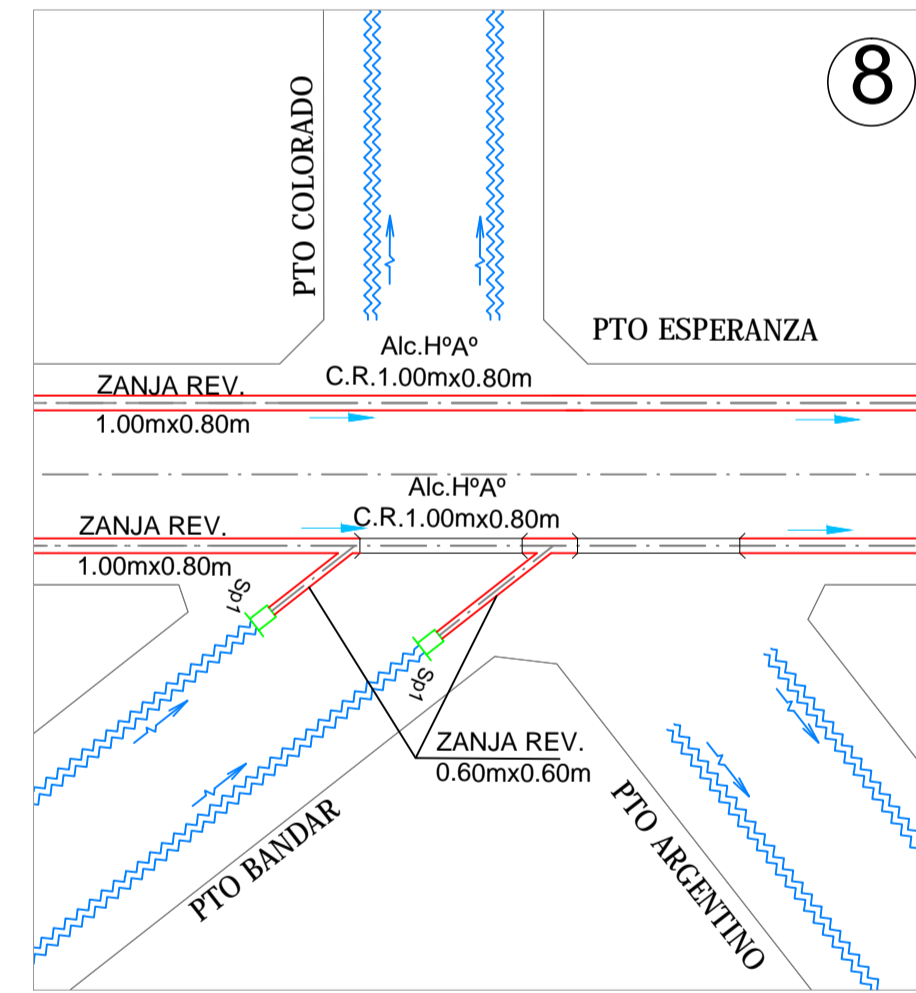 8
PTO COLORADO
PTO ESPERANZA
Alc.HºAº
C.R.1.00mx0.80m
ZANJA REV.
1.00mx0.80m
Alc.HºAº
C.R.1.00mx0.80m
ZANJA REV.
1.00mx0.80m
Sp1
Sp1
ZANJA REV.
0.60mx0.60m
PTO BANDAR
PTO ARGENTINO